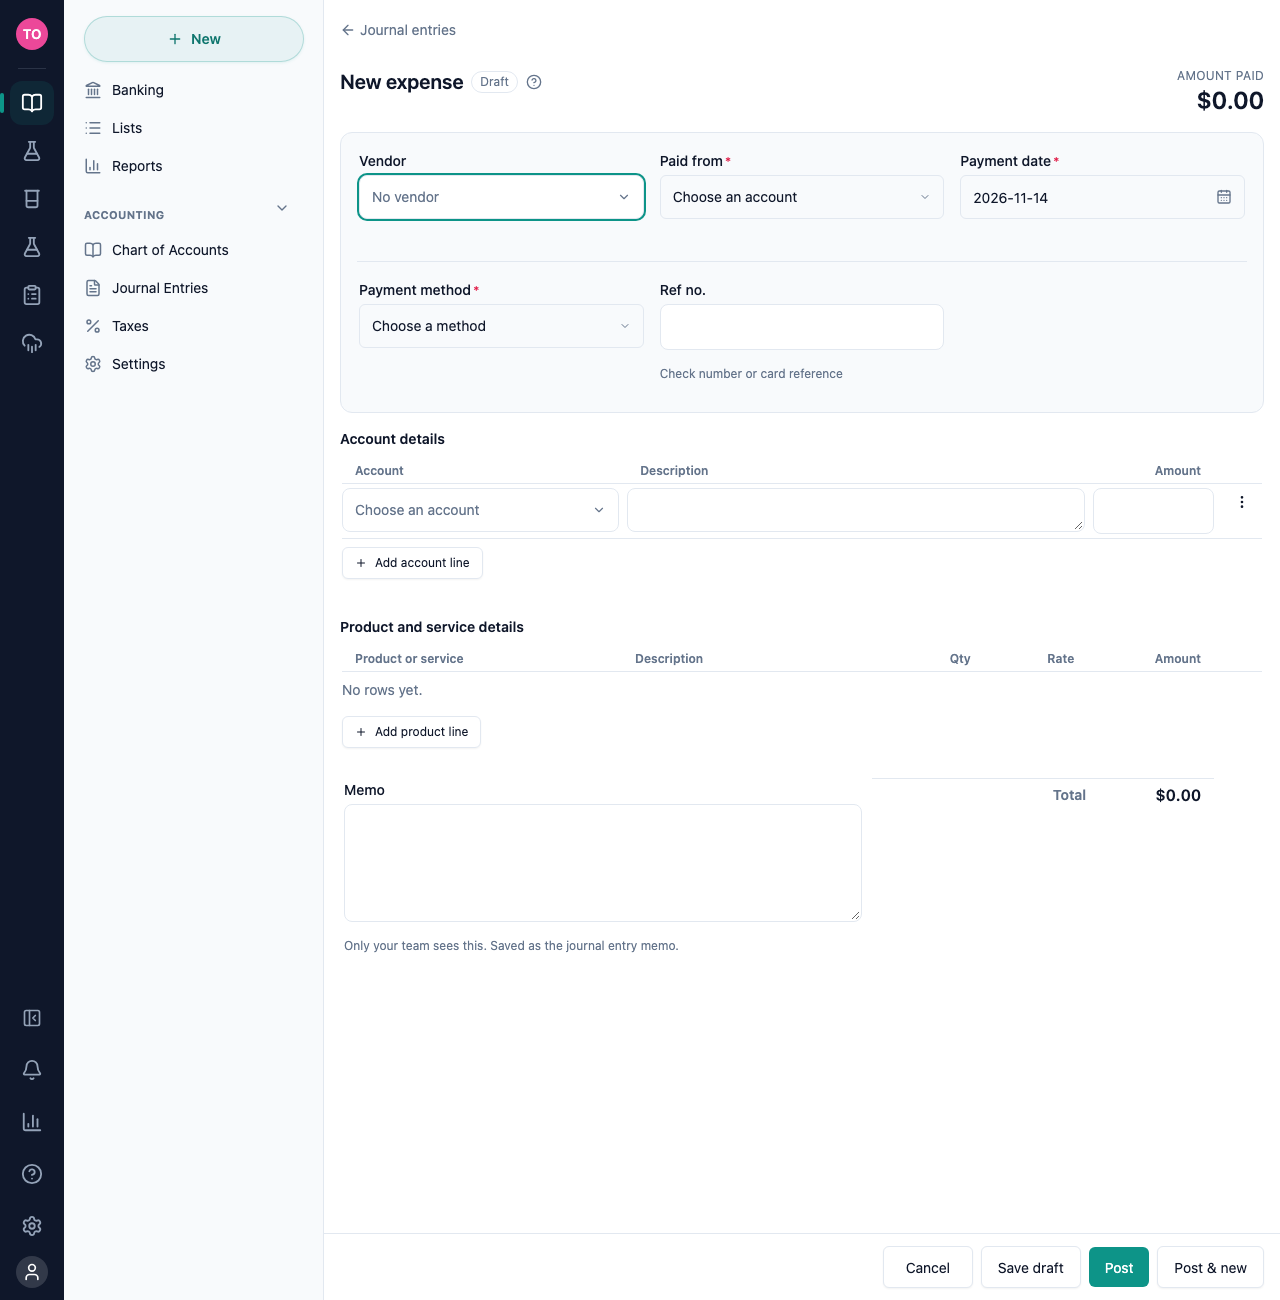 TO
New
Banking
Lists
Reports
ACCOUNTING
Chart of Accounts
Journal Entries
Taxes
Settings
Journal entries
New expense
Draft
AMOUNT PAID
$0.00
Vendor
Paid from*
Payment date*
No vendor
Choose an account
2026-11-14
Payment method*
Ref no.
Choose a method
Check number or card reference
Account details
Account
Description
Amount
Choose an account
Add account line
Product and service details
Product or service
Description
Qty
Rate
Amount
No rows yet.
Add product line
Memo
Total
$0.00
Only your team sees this. Saved as the journal entry memo.
Cancel
Save draft
Post
Post & new